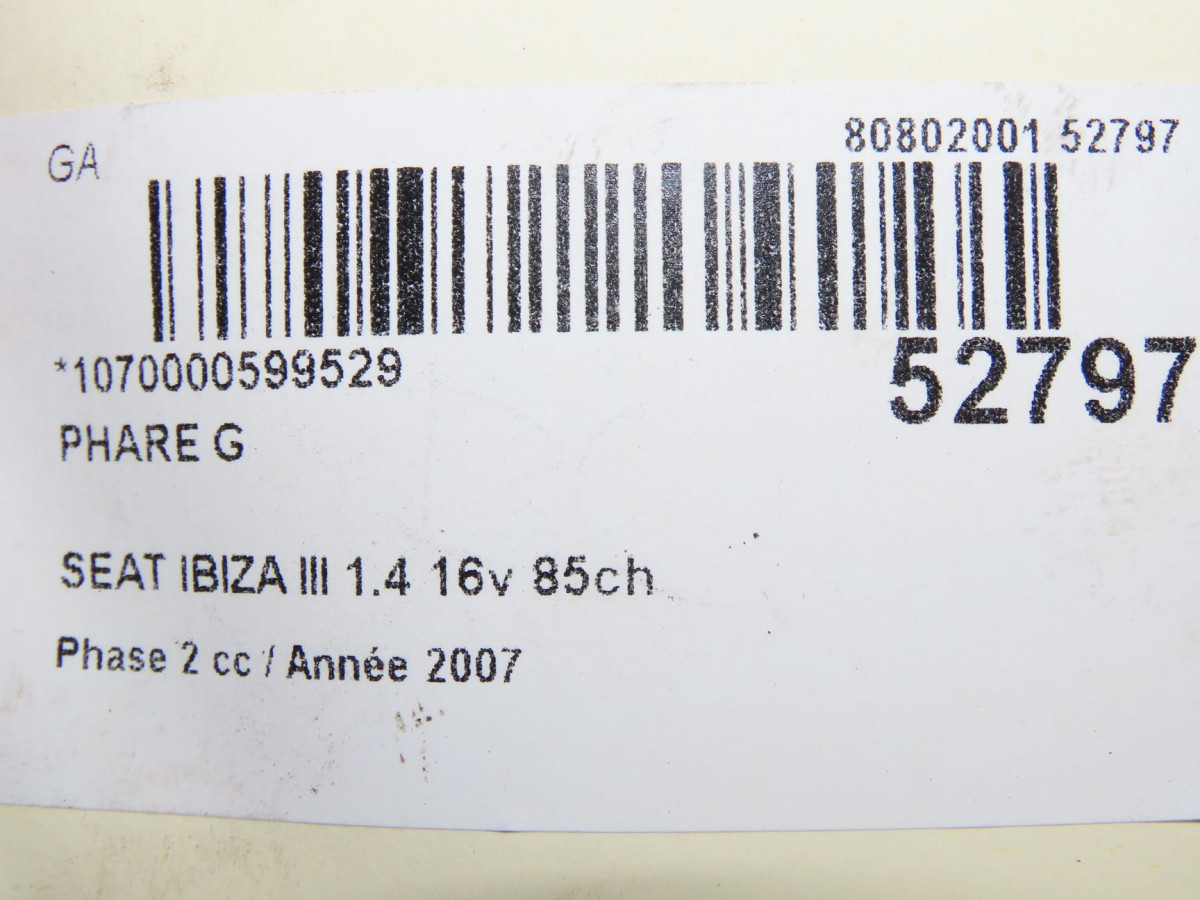 GA
80802001 52797
*1070000599529
52797
PHARE G
SEAT IBIZA III 1.4 16v 85ch
Phase 2 cc / Année 2007